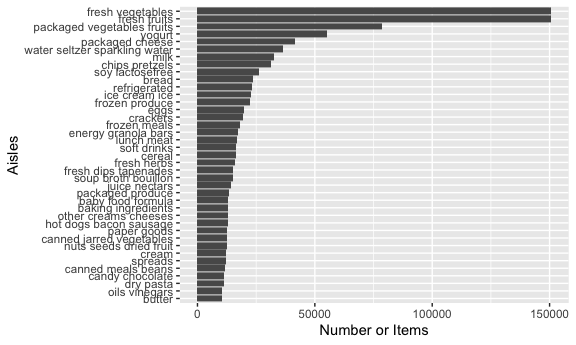 fresh vegetables
fresh fruits
packaged vegetables fruits
yogurt
packaged cheese
water seltzer sparkling water
milk
chips pretzels
soy lactosefree
bread
refrigerated
ice cream ice
frozen produce
eggs
crackers
frozen meals
energy granola bars
lunch meat
soft drinks
cereal
fresh herbs
fresh dips tapenades
soup broth bouillon
juice nectars
packaged produce
baby food formula
baking ingredients
other creams cheeses
hot dogs bacon sausage
paper goods
canned jarred vegetables
nuts seeds dried fruit
cream
spreads
canned meals beans
candy chocolate
dry pasta
oils vinegars
butter
Aisles
0 50000 100000 150000
Number or Items